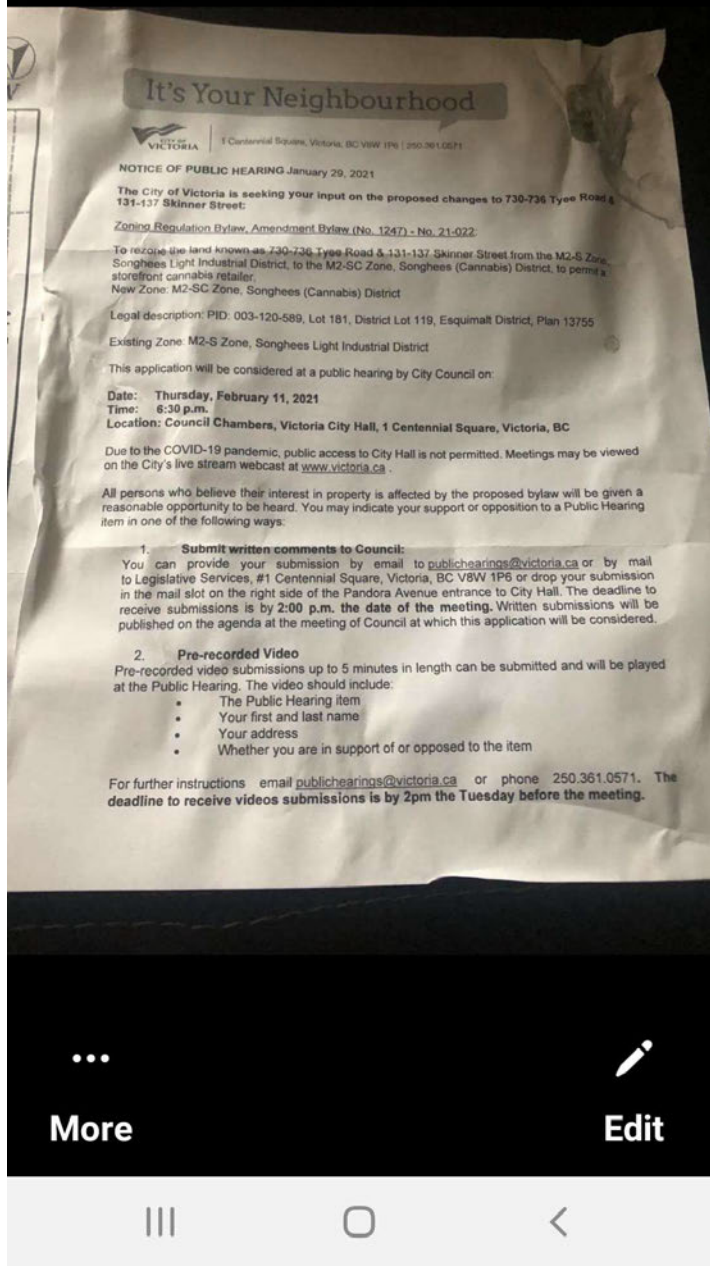 V
It's Your Neighbourhood
CITY OF
VICTORIA
1 Centennial Square, Victoria, BC V8W 1P6 | 250.361.0571
NOTICE OF PUBLIC HEARING January 29, 2021
The City of Victoria is seeking your input on the proposed changes to 730-736 Tyee Road &
131-137 Skinner Street:
Zoning Regulation Bylaw, Amendment Bylaw (No. 1247) - No. 21-022:
To rezone the land known as 730-736 Tyee Road & 131-137 Skinner Street from the M2-S Zone,
Songhees Light Industrial District, to the M2-SC Zone, Songhees (Cannabis) District, to permit a
storefront cannabis retailer.
New Zone: M2-SC Zone, Songhees (Cannabis) District
Legal description: PID: 003-120-589, Lot 181, District Lot 119, Esquimalt District, Plan 13755
Existing Zone: M2-S Zone, Songhees Light Industrial District
This application will be considered at a public hearing by City Council on:
Date: Thursday, February 11, 2021
Time: 6:30 p.m.
Location: Council Chambers, Victoria City Hall, 1 Centennial Square, Victoria, BC
Due to the COVID-19 pandemic, public access to City Hall is not permitted. Meetings may be viewed
on the City's live stream webcast at www.victoria.ca .
All persons who believe their interest in property is affected by the proposed bylaw will be given a
reasonable opportunity to be heard. You may indicate your support or opposition to a Public Hearing
item in one of the following ways:
1. Submit written comments to Council:
You can provide your submission by email to publichearings@victoria.ca or by mail
to Legislative Services, #1 Centennial Square, Victoria, BC V8W 1P6 or drop your submission
in the mail slot on the right side of the Pandora Avenue entrance to City Hall. The deadline to
receive submissions is by 2:00 p.m. the date of the meeting. Written submissions will be
published on the agenda at the meeting of Council at which this application will be considered.
2. Pre-recorded Video
Pre-recorded video submissions up to 5 minutes in length can be submitted and will be played
at the Public Hearing. The video should include:
• The Public Hearing item
• Your first and last name
• Your address
• Whether you are in support of or opposed to the item
For further instructions email publichearings@victoria.ca or phone 250.361.0571. The
deadline to receive videos submissions is by 2pm the Tuesday before the meeting.
More
Edit